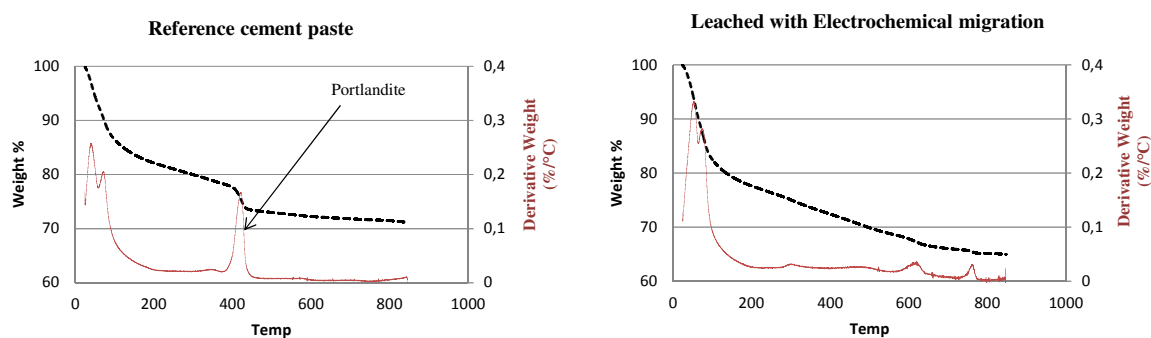 Reference cement paste
100
90
80
70
60
Weight %
0 200 400 600 800 1000
Temp
0,4
0,3
0,2
0,1
0
Derivative Weight
(%/°C)
Portlandite
Leached with Electrochemical migration
100
90
80
70
60
Weight %
0 200 400 600 800 1000
Temp
0,4
0,3
0,2
0,1
0
Derivative Weight
(%/°C)